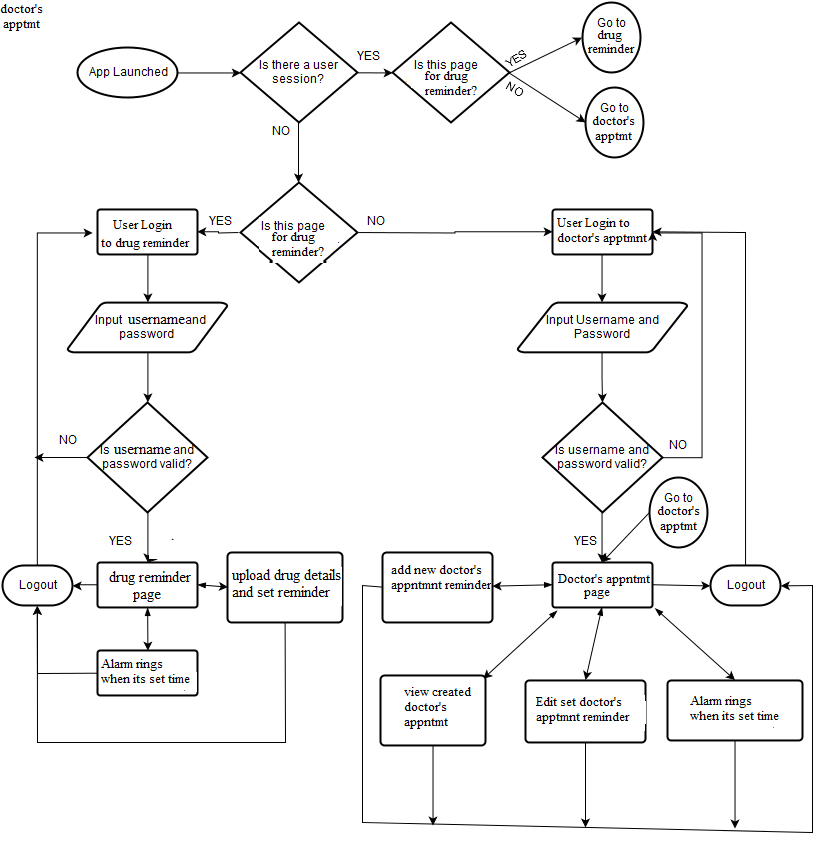 doctor's
apptmt
App Launched
Is there a user
session?
YES
Is this page
for drug
reminder?
YES
NO
Go to
drug
reminder
Go to
doctor's
apptmt
NO
User Login
to drug reminder
YES
Is this page
for drug
reminder?
NO
User Login to
doctor's apptmnt
Input username and
password
Input Username and
Password
NO
Is username and
password valid?
YES
Is username and
password valid?
NO
YES
Go to
doctor's
apptmt
Logout
drug reminder
page
upload drug details
and set reminder
add new doctor's
appntmnt reminder
Doctor's appntmt
page
Logout
Alarm rings
when its set time
view created
doctor's
appntmt
Edit set doctor's
apptmnt reminder
Alarm rings
when its set time